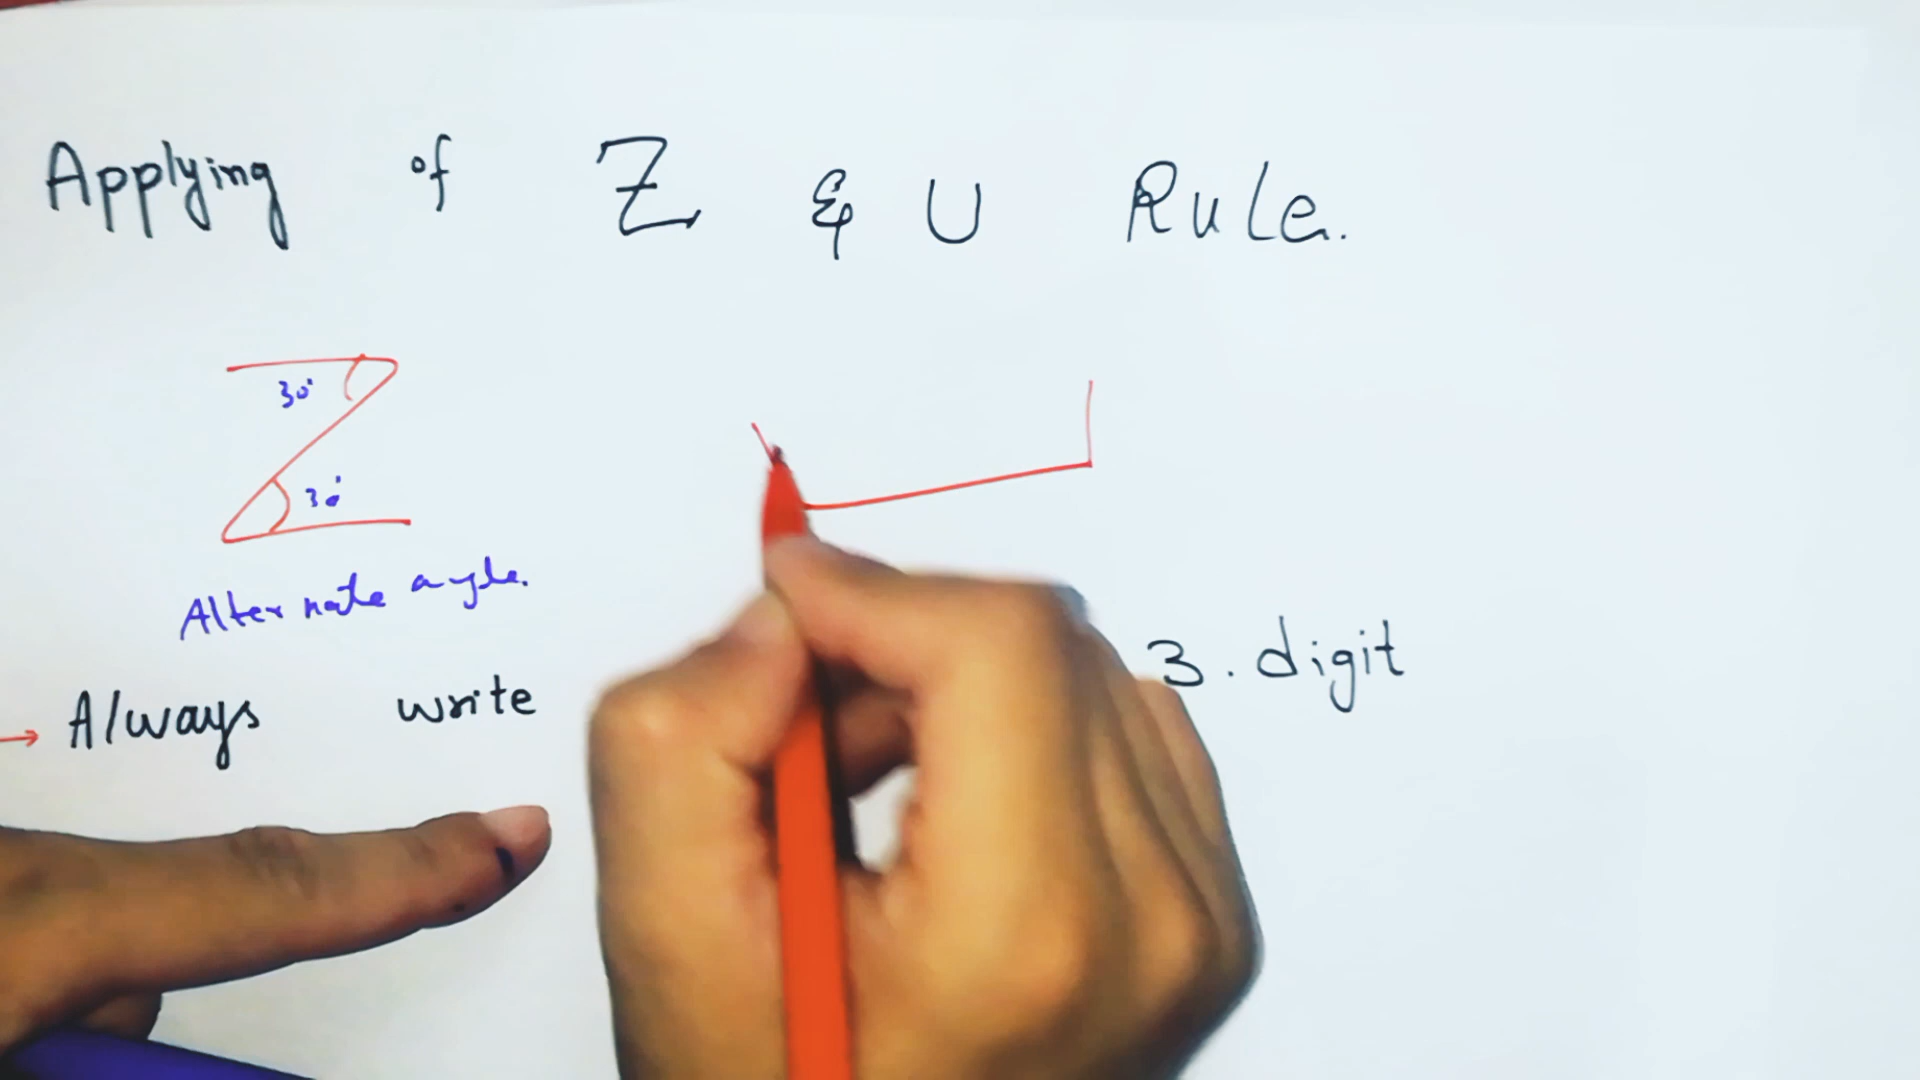 Applying of Z & U Rule.
30°
30°
Alternate angle.
→ Always write 3. digit